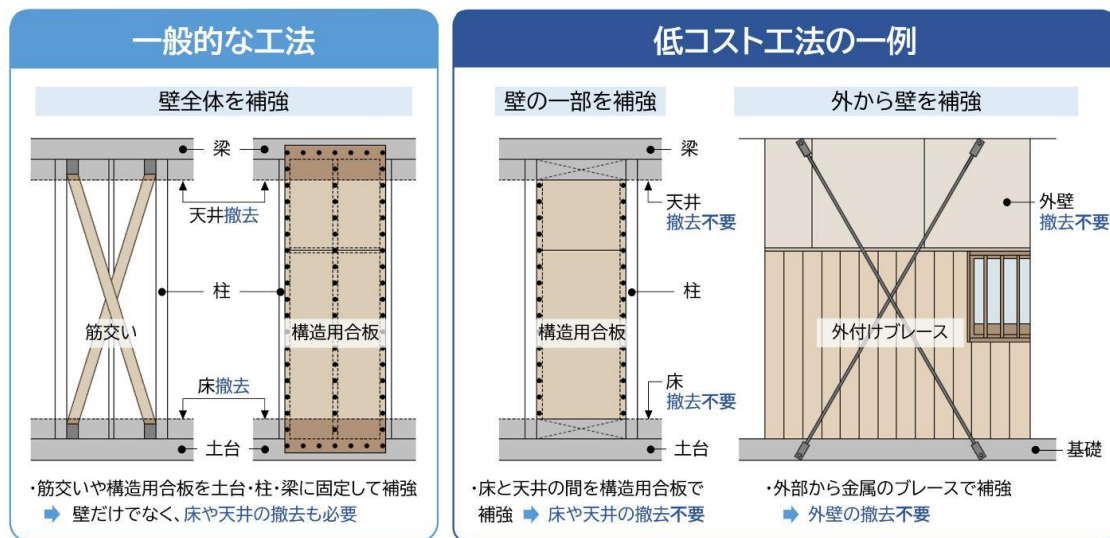 一般的な工法
壁全体を補強
梁
天井撤去
柱
筋交い
構造用合板
床撤去
土台
・筋交いや構造用合板を土台・柱・梁に固定して補強
➡ 壁だけでなく、床や天井の撤去も必要
低コスト工法の一例
壁の一部を補強
梁
天井
撤去不要
柱
構造用合板
床
撤去不要
土台
・床と天井の間を構造用合板で
補強 ➡ 床や天井の撤去不要
外から壁を補強
外壁
撤去不要
外付けブレース
基礎
・外部から金属のブレースで補強
➡ 外壁の撤去不要